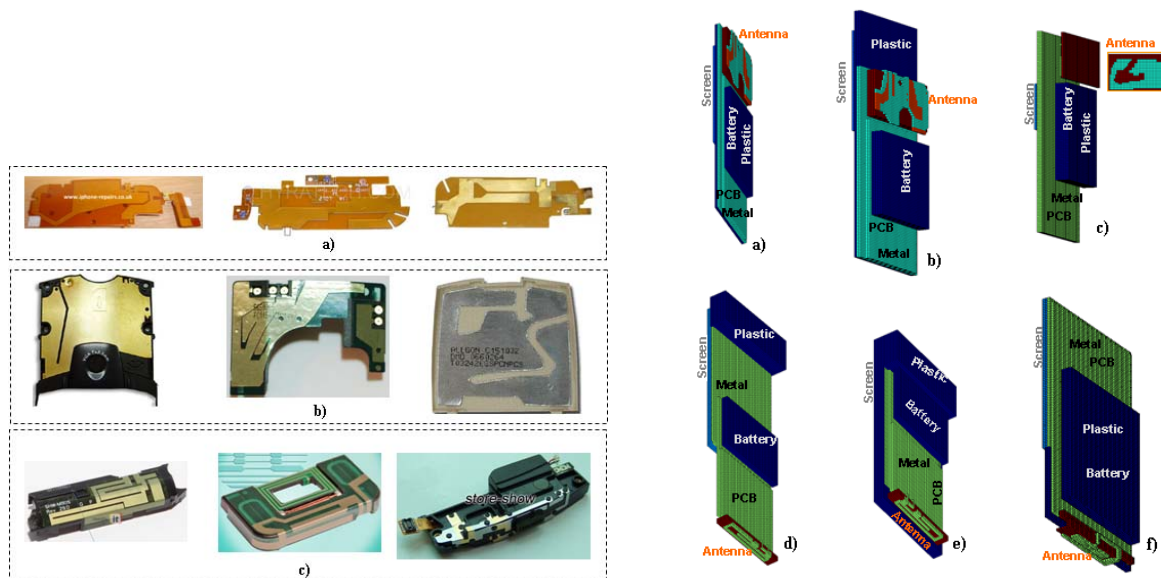 www.iphone-repairs.co.uk
a)
ALLGON C151032
b)
store-show
c)
Screen
Antenna
Battery
Plastic
PCB
Metal
a)
Screen
Plastic
Antenna
Battery
PCB
Metal
b)
Screen
Antenna
Battery
Plastic
Metal
PCB
c)
Screen
Plastic
Metal
Battery
PCB
Antenna
d)
Screen
Plastic
Battery
Metal
PCB
Antenna
e)
Screen
Metal
PCB
Plastic
Battery
Antenna
f)